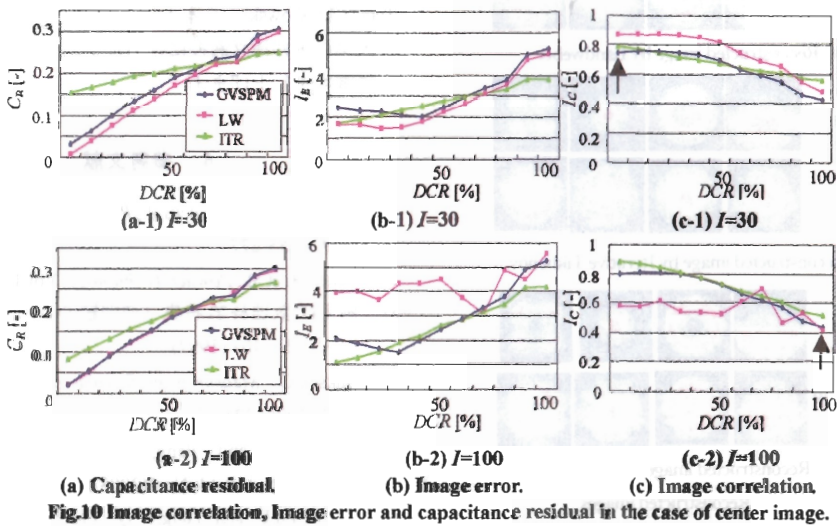 0.3
0.2
0.1
0
C_R [-]
GVSPM
LW
ITR
50
100
DCR [%]
(a-1) I=30
6
4
2
0
I_E [-]
50
100
DCR [%]
(b-1) I=30
1
0.8
0.6
0.4
0.2
0
I_C [-]
50
100
DCR [%]
(c-1) I=30
0.3
0.2
0.1
0
C_R [-]
GVSPM
LW
ITR
50
100
DCR [%]
(a-2) I=100
6
4
2
0
I_E [-]
50
100
DCR [%]
(b-2) I=100
1
0.8
0.6
0.4
0.2
0
I_C [-]
50
100
DCR [%]
(c-2) I=100
(a) Capacitance residual.
(b) Image error.
(c) Image correlation.
Fig.10 Image correlation, Image error and capacitance residual in the case of center image.